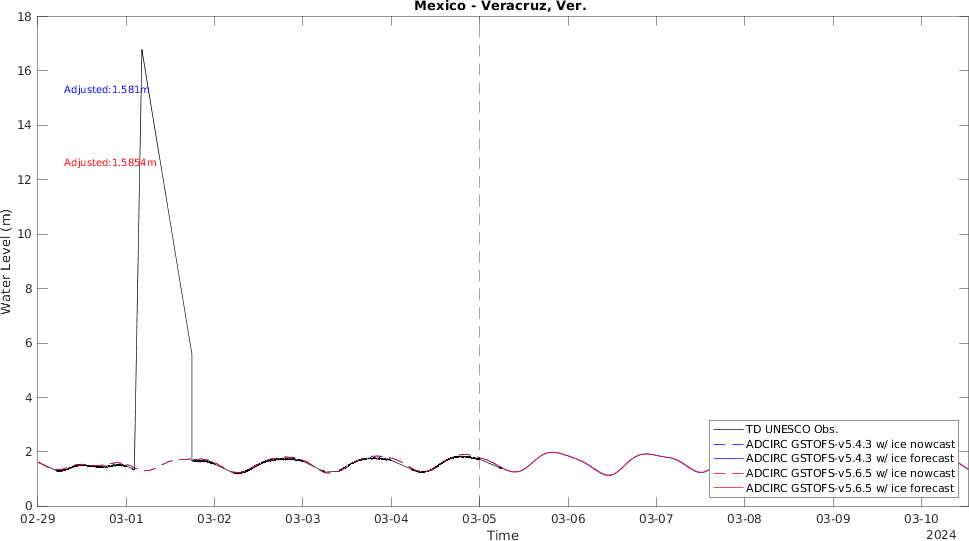 Mexico - Veracruz, Ver.
18
16
14
12
10
8
6
4
2
0
Water Level (m)
Adjusted:1.581m
Adjusted:1.5854m
TD UNESCO Obs.
ADCIRC GSTOFS-v5.4.3 w/ ice nowcast
ADCIRC GSTOFS-v5.4.3 w/ ice forecast
ADCIRC GSTOFS-v5.6.5 w/ ice nowcast
ADCIRC GSTOFS-v5.6.5 w/ ice forecast
02-29 03-01 03-02 03-03 03-04 03-05 03-06 03-07 03-08 03-09 03-10
Time
2024